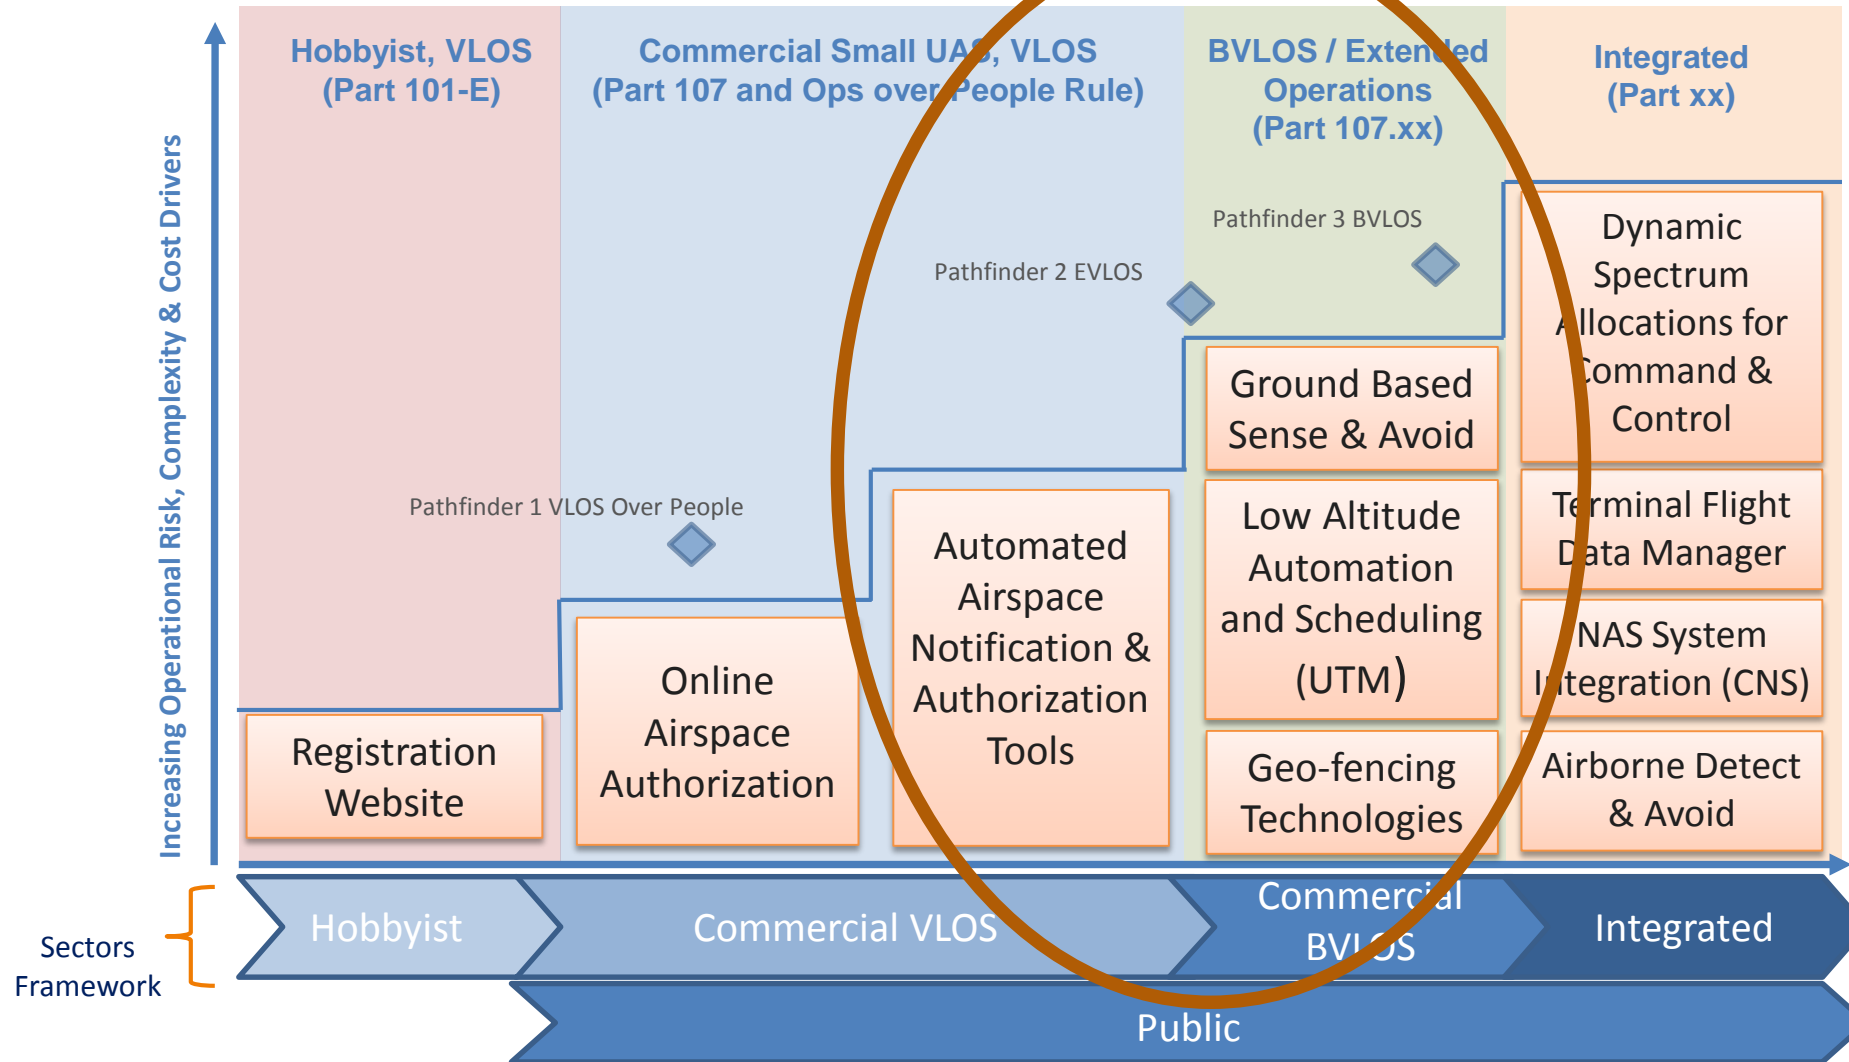 Hobbyist, VLOS
(Part 101-E)
Commercial Small UAS, VLOS
(Part 107 and Ops over People Rule)
BVLOS / Extended
Operations
(Part 107.xx)
Integrated
(Part xx)
Increasing Operational Risk, Complexity & Cost Drivers
Pathfinder 1 VLOS Over People
Pathfinder 2 EVLOS
Pathfinder 3 BVLOS
Registration
Website
Online
Airspace
Authorization
Automated
Airspace
Notification &
Authorization
Tools
Ground Based
Sense & Avoid
Low Altitude
Automation
and Scheduling
(UTM)
Geo-fencing
Technologies
Dynamic
Spectrum
Allocations for
Command &
Control
Terminal Flight
Data Manager
NAS System
Integration (CNS)
Airborne Detect
& Avoid
Sectors
Framework
Hobbyist
Commercial VLOS
Commercial
BVLOS
Integrated
Public